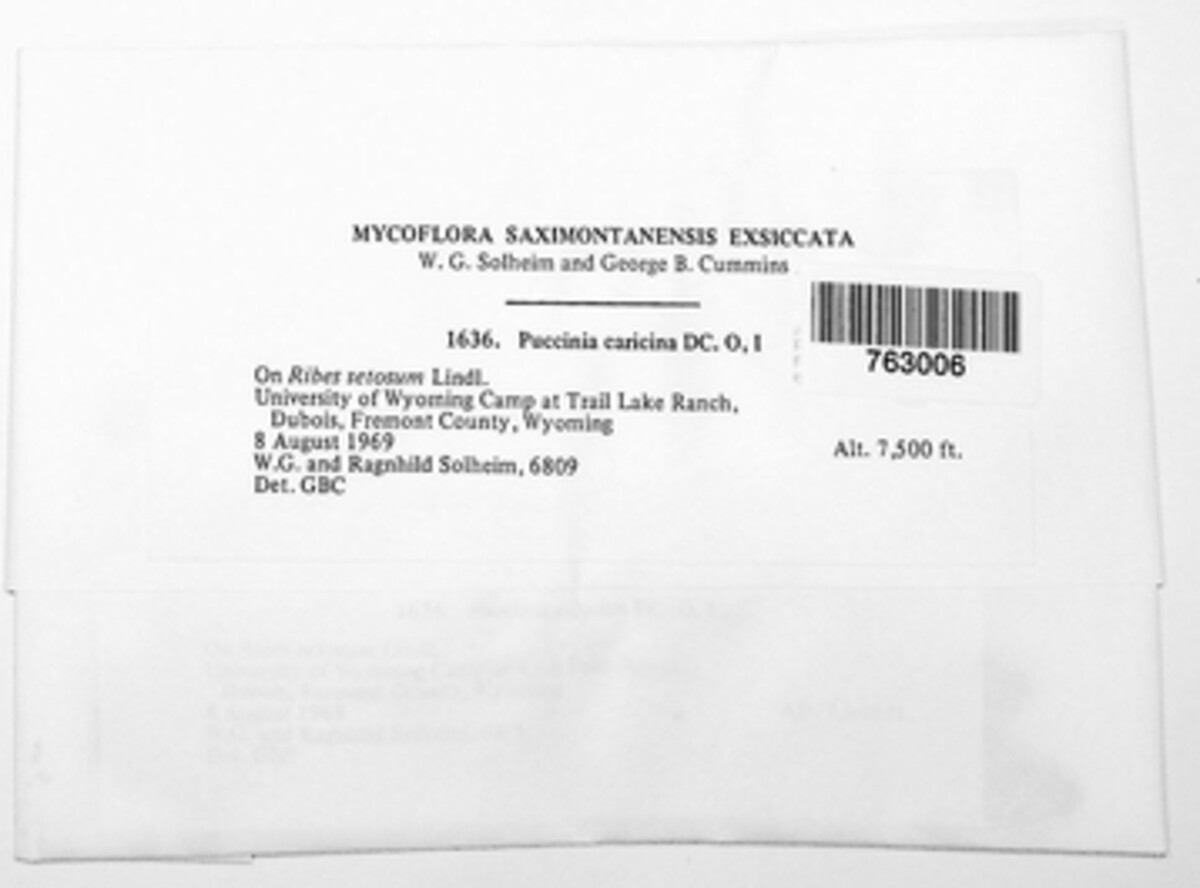 MYCOFLORA SAXIMONTANENSIS EXSICCATA
W. G. Solheim and George B. Cummins
1636. Puccinia caricina DC. O, I
763006
On Ribes setosum Lindl.
University of Wyoming Camp at Trail Lake Ranch,
Dubois, Fremont County, Wyoming
8 August 1969
Alt. 7,500 ft.
W.G. and Ragnhild Solheim, 6809
Det. GBC